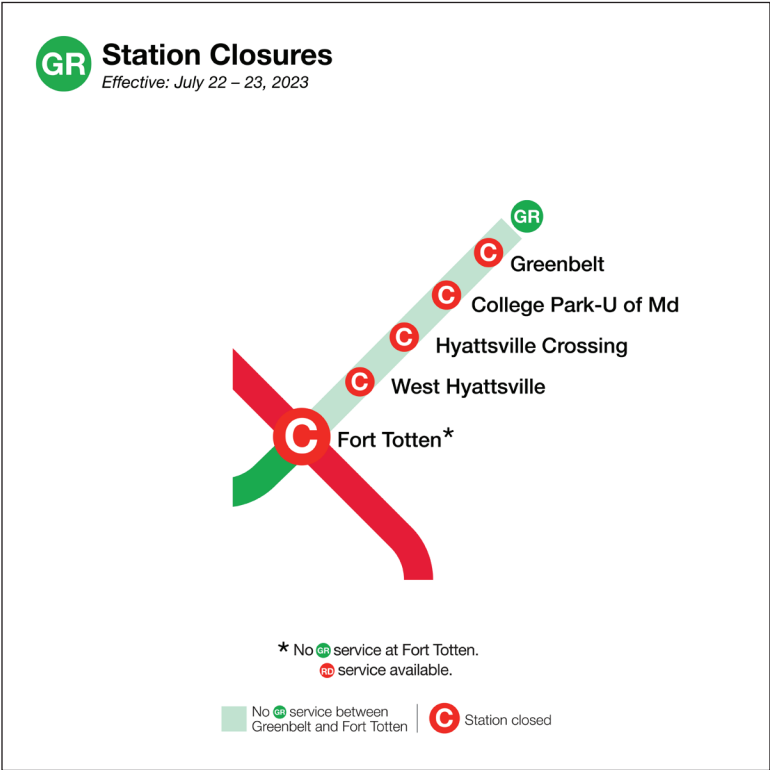 GR Station Closures
Effective: July 22 – 23, 2023
GR
C Greenbelt
C College Park-U of Md
C Hyattsville Crossing
C West Hyattsville
C Fort Totten*
* No GR service at Fort Totten.
RD service available.
No GR service between
Greenbelt and Fort Totten
C Station closed